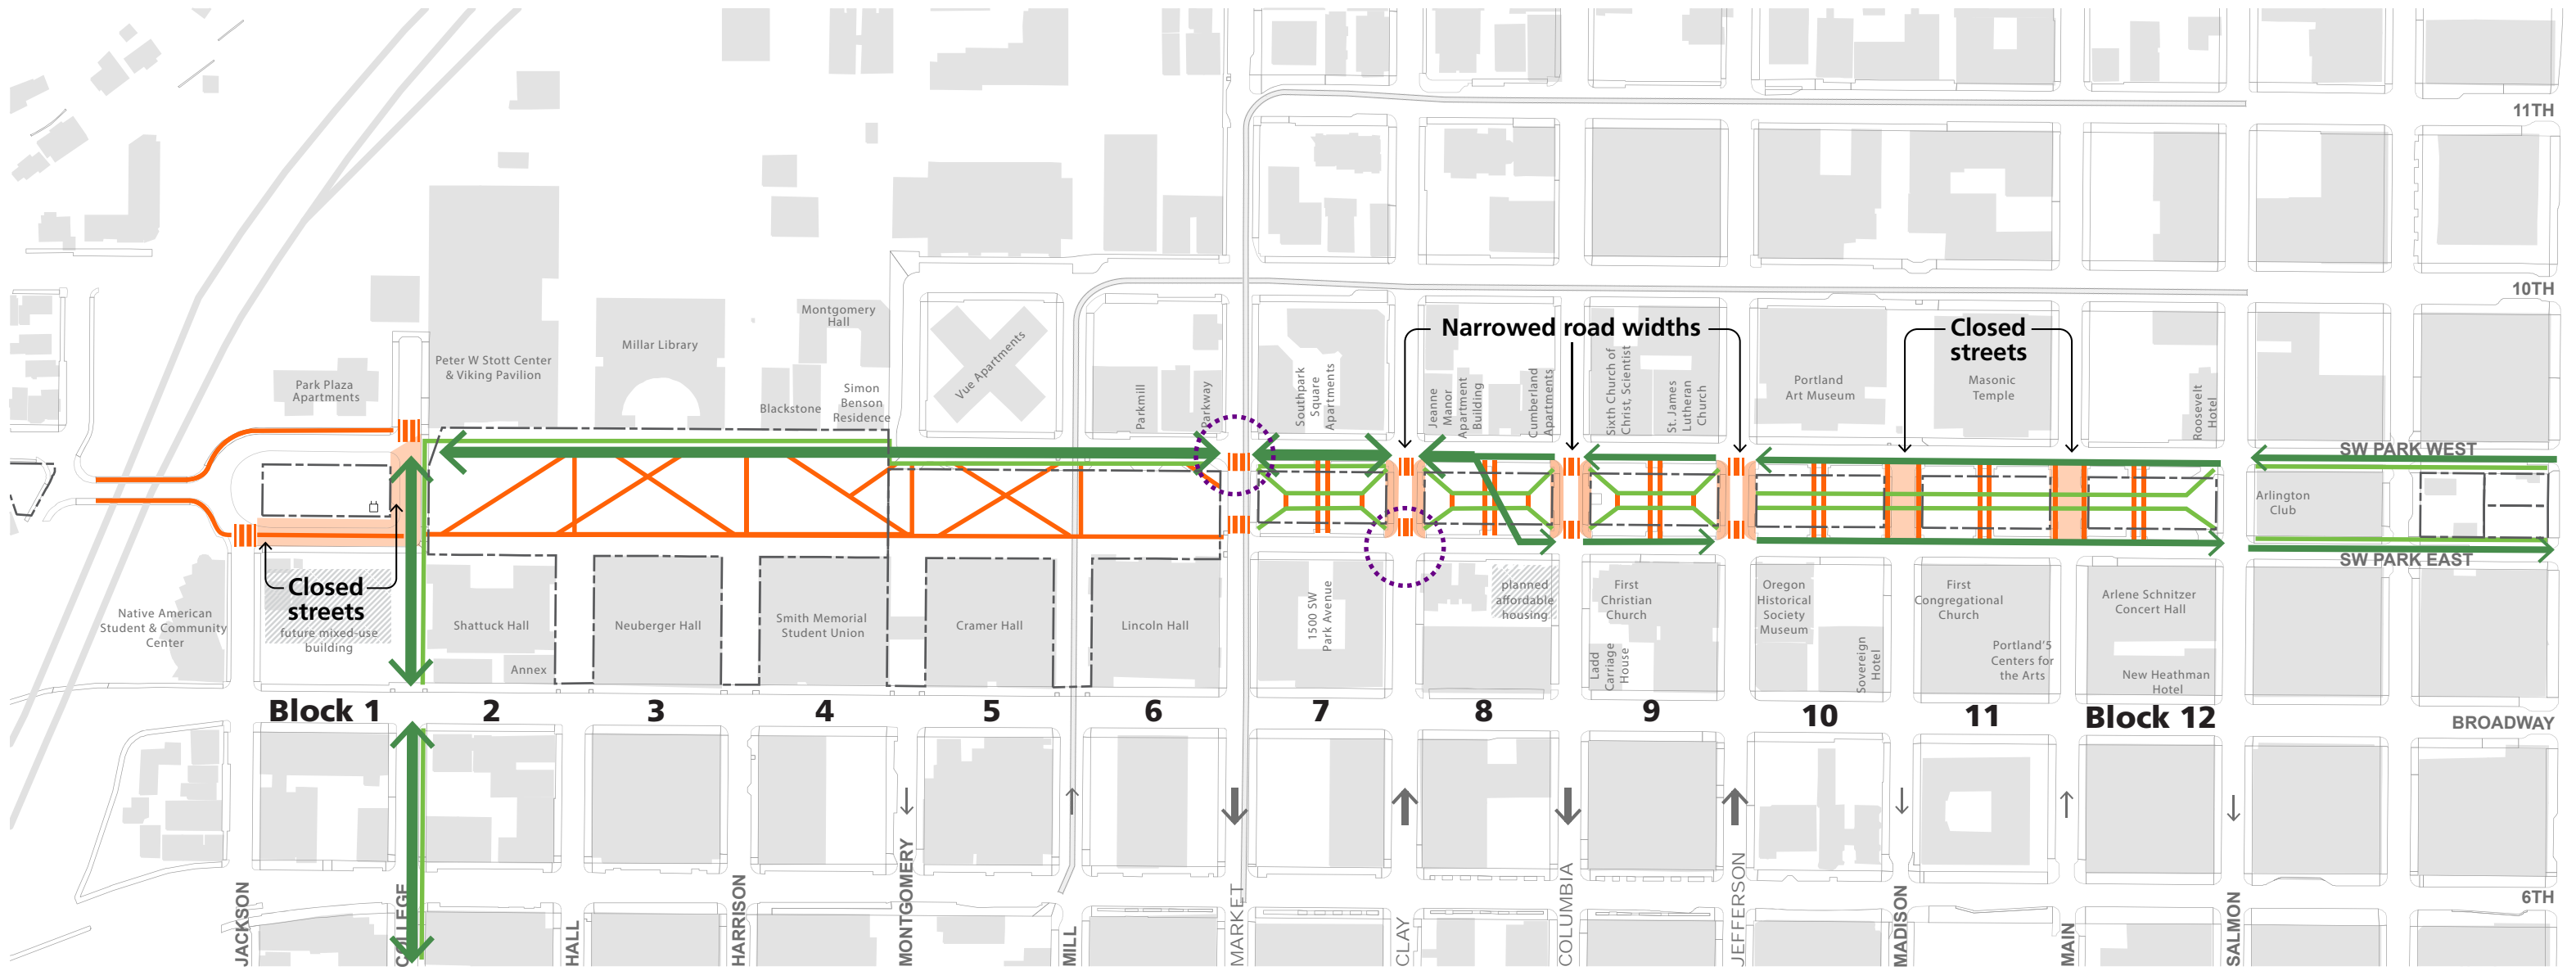 11TH
10TH
Montgomery
Hall
Narrowed road widths
Closed
streets
Millar Library
Peter W Stott Center
& Viking Pavilion
Park Plaza
Apartments
Blackstone
Simon
Benson
Residence
Vue Apartments
Parkmill
Parkway
Southpark
Square
Apartments
Jeanne
Manor
Apartment
Building
Cumberland
Apartments
Sixth Church of
Christ, Scientist
St. James
Lutheran
Church
Portland
Art Museum
Masonic
Temple
Roosevelt
Hotel
SW PARK WEST
Arlington
Club
SW PARK EAST
Closed
streets
future mixed-use
building
Native American
Student & Community
Center
Shattuck Hall
Annex
Neuberger Hall
Smith Memorial
Student Union
Cramer Hall
Lincoln Hall
1500 SW
Park Avenue
planned
affordable
housing
First
Christian
Church
Ladd
Carriage
House
Oregon
Historical
Society
Museum
Sovereign
Hotel
First
Congregational
Church
Portland’5
Centers for
the Arts
Arlene Schnitzer
Concert Hall
New Heathman
Hotel
Block 1
2
3
4
5
6
7
8
9
10
11
Block 12
BROADWAY
6TH
JACKSON
COLLEGE
HALL
HARRISON
MONTGOMERY
MILL
MARKET
CLAY
COLUMBIA
JEFFERSON
MADISON
MAIN
SALMON